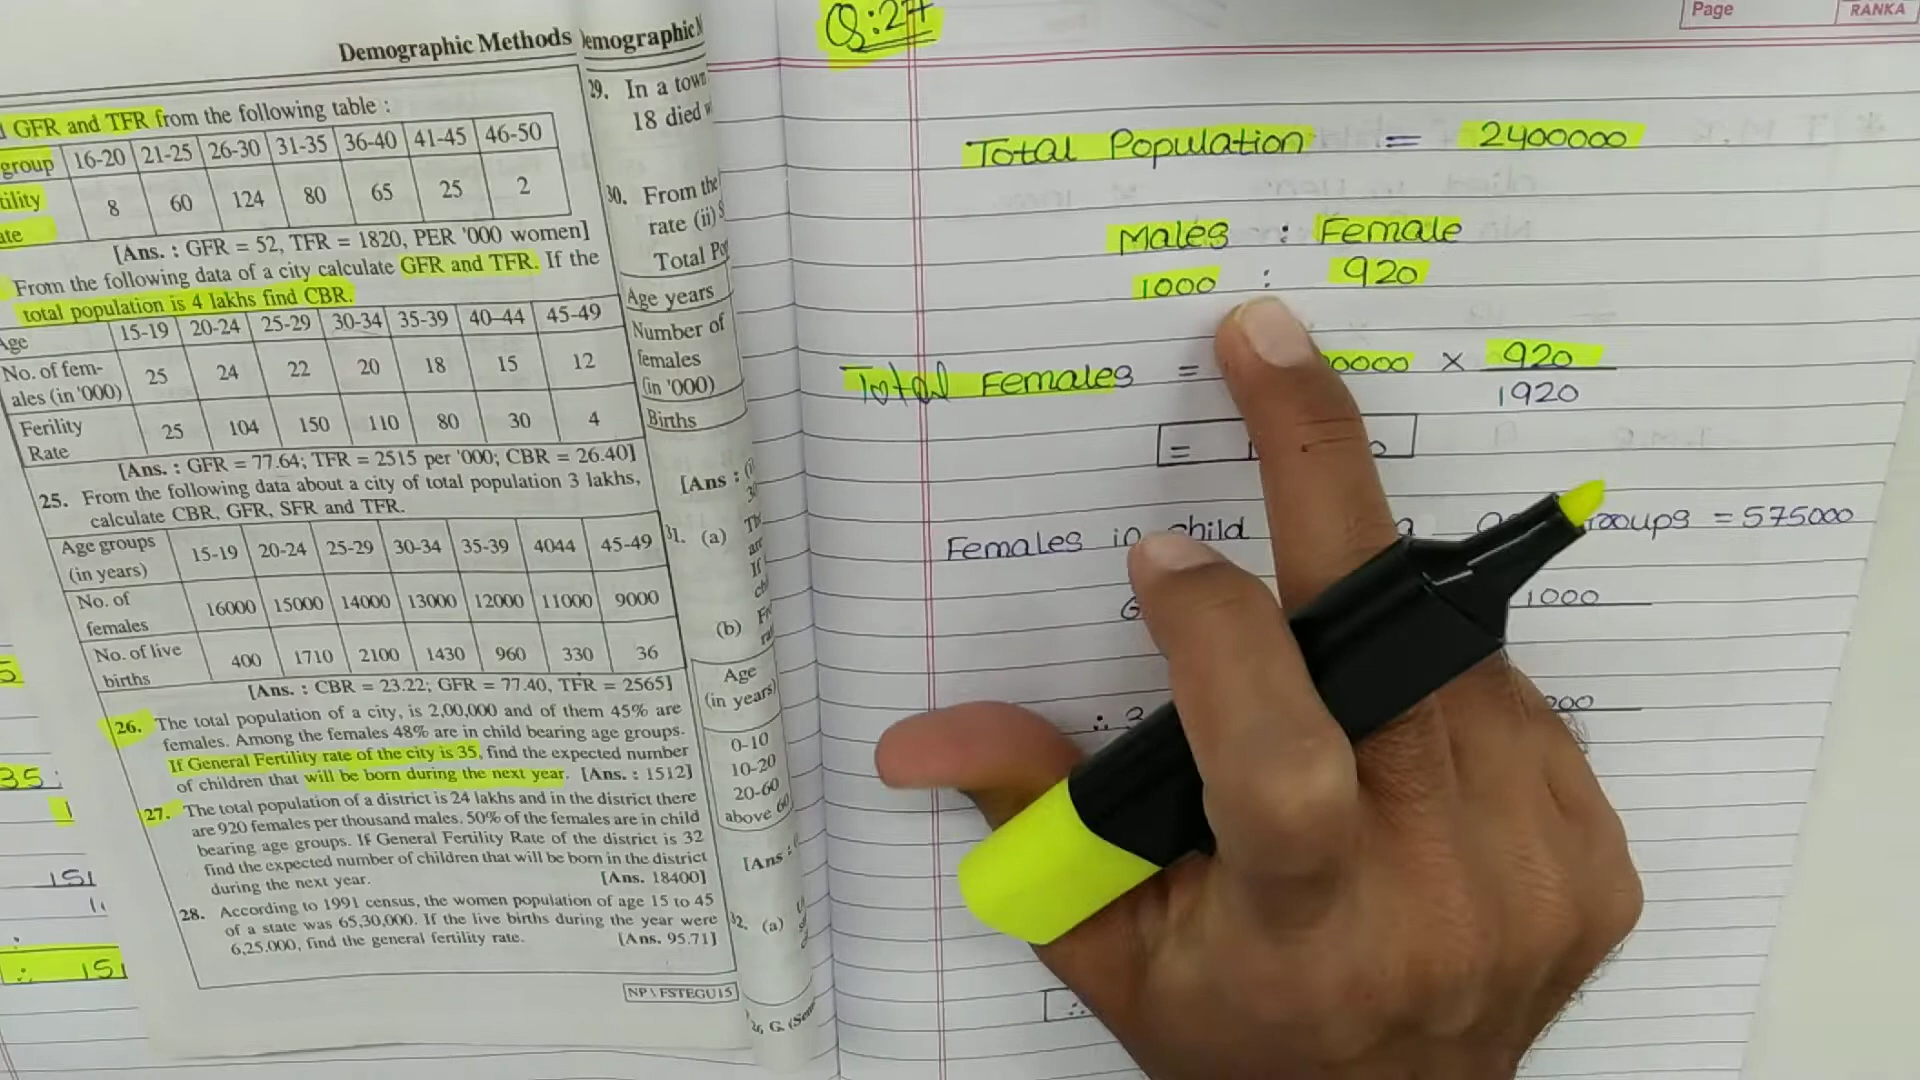 Demographic Methods
GFR and TFR from the following table :
group 16-20 21-25 26-30 31-35 36-40 41-45 46-50
8 60 124 80 65 25 2
[Ans. : GFR = 52, TFR = 1820, PER '000 women]
From the following data of a city calculate GFR and TFR. If the
total population is 4 lakhs find CBR.
15-19 20-24 25-29 30-34 35-39 40-44 45-49
No. of fem-
ales (in '000) 25 24 22 20 18 15 12
Ferility
Rate 25 104 150 110 80 30 4
[Ans. : GFR = 77.64; TFR = 2515 per '000; CBR = 26.40]
25. From the following data about a city of total population 3 lakhs,
calculate CBR, GFR, SFR and TFR.
Age groups
(in years) 15-19 20-24 25-29 30-34 35-39 4044 45-49
No. of
females 16000 15000 14000 13000 12000 11000 9000
No. of live
births 400 1710 2100 1430 960 330 36
[Ans. : CBR = 23.22; GFR = 77.40, TFR = 2565]
26. The total population of a city, is 2,00,000 and of them 45% are
females. Among the females 48% are in child bearing age groups.
If General Fertility rate of the city is 35, find the expected number
of children that will be born during the next year. [Ans. : 1512]
27. The total population of a district is 24 lakhs and in the district there
are 920 females per thousand males. 50% of the females are in child
bearing age groups. If General Fertility Rate of the district is 32
find the expected number of children that will be born in the district
during the next year. [Ans. 18400]
28. According to 1991 census, the women population of age 15 to 45
of a state was 65,30,000. If the live births during the year were
6,25,000, find the general fertility rate. [Ans. 95.71]
NP\FSTEGU15
29. In a town
18 died
30. From the
rate (ii)
Total
Age years
Number of
females
(in '000)
Births
[Ans :
31. (a)
(b)
Age
(in years)
0-10
10-20
20-60
above 60
[Ans :
32. (a)
35
151
∴ 151
Page RANKA
Q:27
Total Population = 2400000
Males : Female
1000 : 920
Total Females = × 920
1920
=
Females in child = 575000
1000
∴